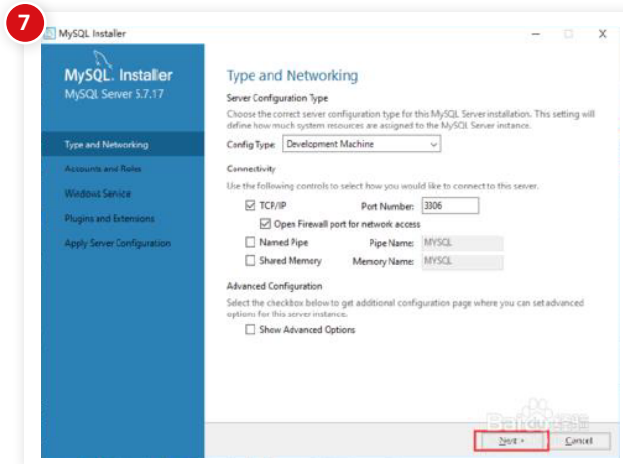 7
MySQL Installer
MySQL. Installer
MySQL Server 5.7.17
Type and Networking
Accounts and Roles
Windows Service
Plugins and Extensions
Apply Server Configuration
Type and Networking
Server Configuration Type
Choose the correct server configuration type for this MySQL Server installation. This setting will
define how much system resources are assigned to the MySQL Server instance.
Config Type: Development Machine
Connectivity
Use the following controls to select how you would like to connect to this server.
TCP/IP Port Number: 3306
Open Firewall port for network access
Named Pipe Pipe Name: MYSQL
Shared Memory Memory Name: MYSQL
Advanced Configuration
Select the checkbox below to get additional configuration page where you can set advanced
options for this server instance.
Show Advanced Options
Baidu 经验
Next > Cancel